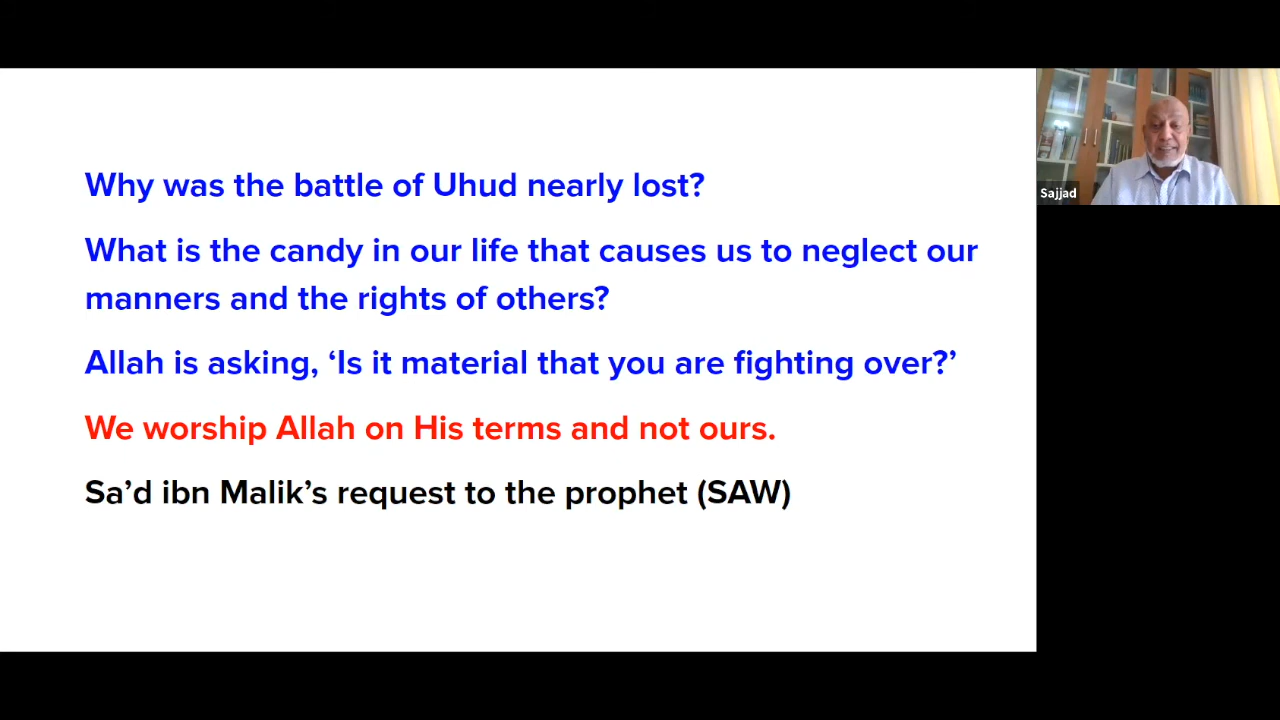 Why was the battle of Uhud nearly lost?
What is the candy in our life that causes us to neglect our
manners and the rights of others?
Allah is asking, ‘Is it material that you are fighting over?’
We worship Allah on His terms and not ours.
Sa’d ibn Malik’s request to the prophet (SAW)
Sajjad